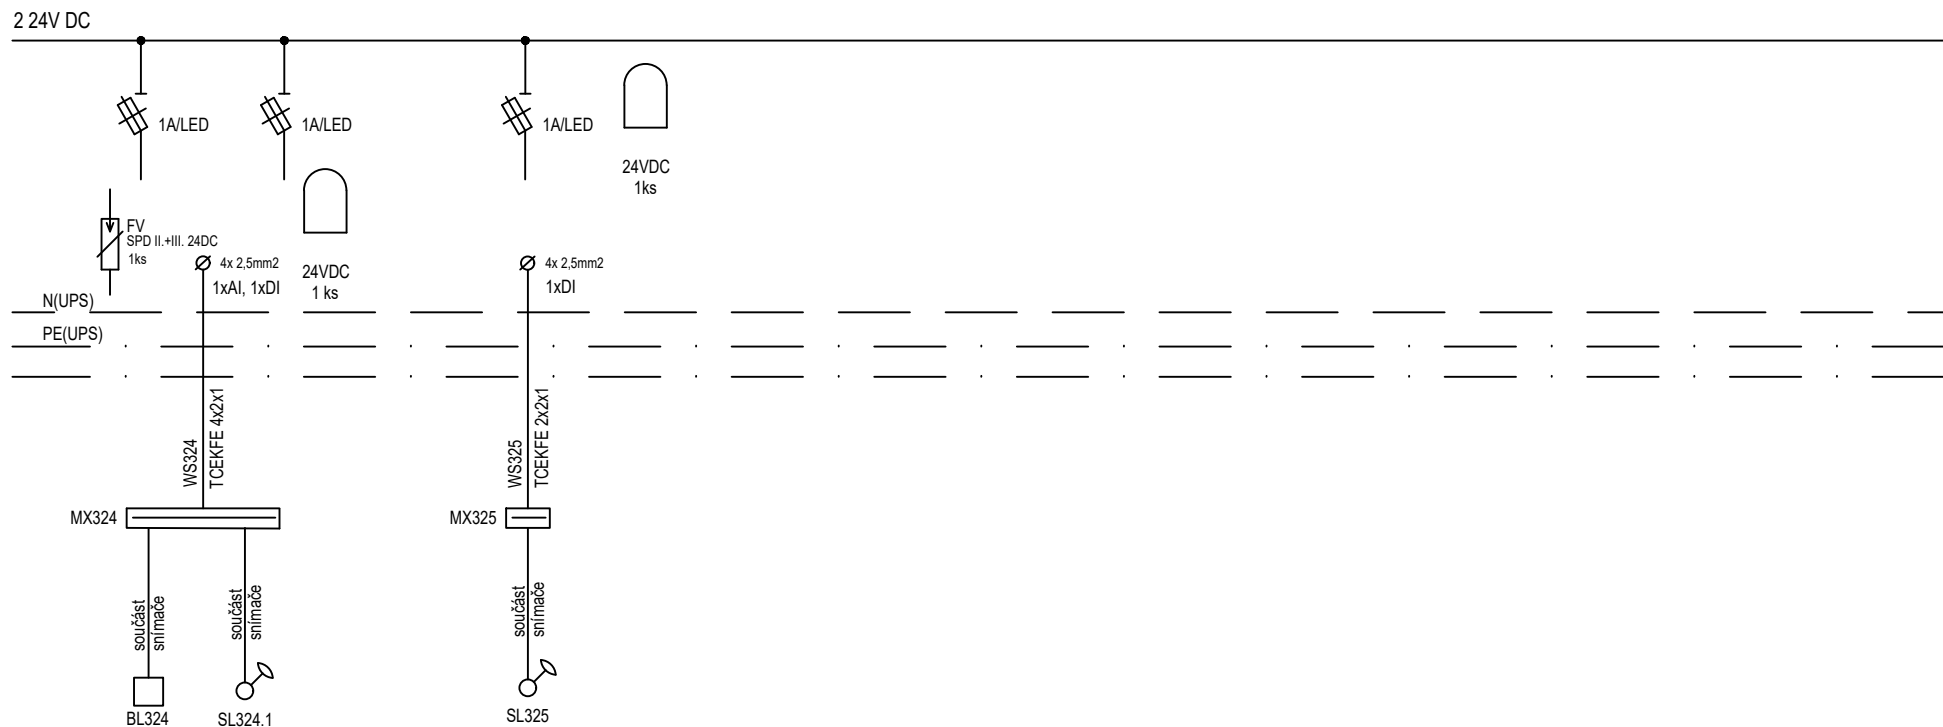 2 24V DC
1A/LED
1A/LED
1A/LED
24VDC
1ks
FV
SPD II.+III. 24DC
1ks
4x 2,5mm2
1xAI, 1xDI
24VDC
1 ks
4x 2,5mm2
1xDI
N(UPS)
PE(UPS)
WS324
TCEKFE 4x2x1
WS325
TCEKFE 2x2x1
MX324
MX325
součást
snímače
součást
snímače
součást
snímače
BL324
SL324.1
SL325